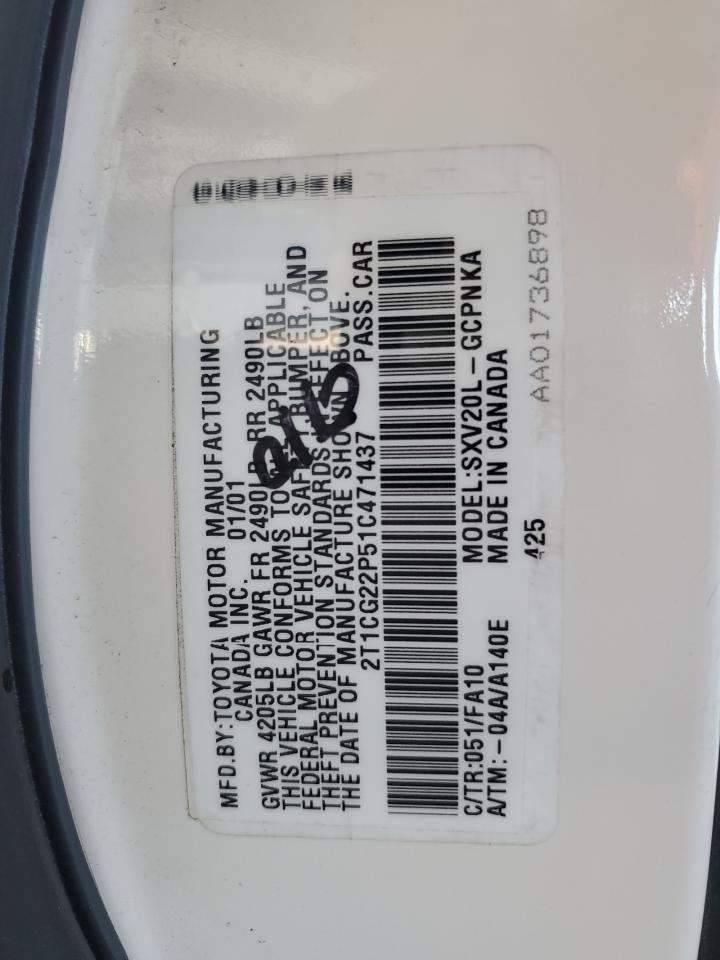 MFD.BY:TOYOTA MOTOR MANUFACTURING
CANADA INC. 01/01
GVWR 4205LB GAWR FR 2490LB RR 2490LB
THIS VEHICLE CONFORMS TO ALL APPLICABLE
FEDERAL MOTOR VEHICLE SAFETY, BUMPER, AND
THEFT PREVENTION STANDARDS IN EFFECT ON
THE DATE OF MANUFACTURE SHOWN ABOVE.
2T1CG22P51C471437 PASS.CAR
C/TR:051/FA10 MODEL:SXV20L-GCPNKA
A/TM:-04A/A140E MADE IN CANADA
425
AA01736898